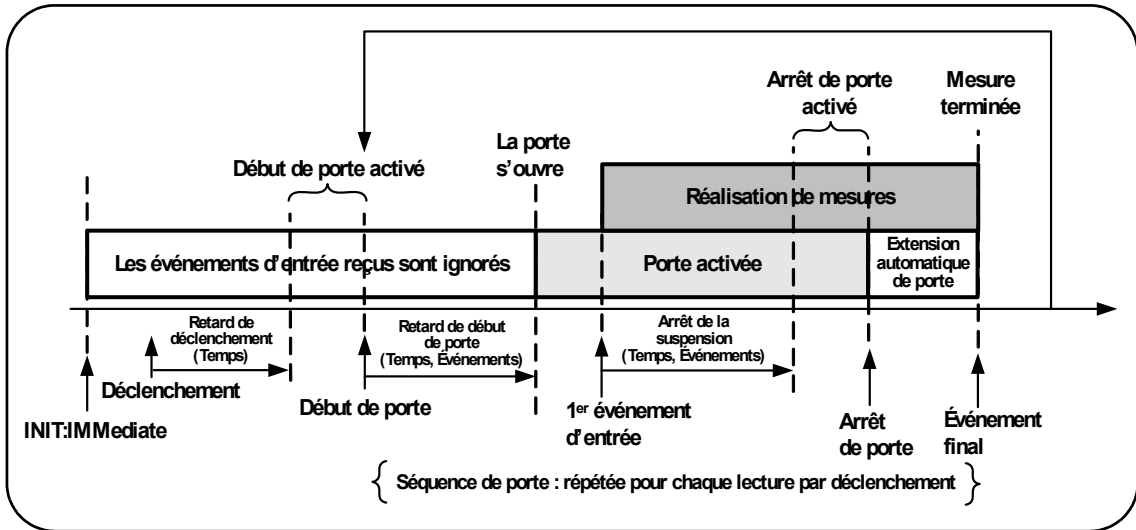 Arrêt de porte
activé
Mesure
terminée
La porte
s'ouvre
Début de porte activé
Réalisation de mesures
Les événements d'entrée reçus sont ignorés
Porte activée
Extension
automatique
de porte
Retard de
déclenchement
(Temps)
Retard de début
de porte
(Temps, Événements)
Arrêt de la
suspension
(Temps, Événements)
Déclenchement
Début de porte
INIT:IMMediate
1er événement
d'entrée
Arrêt
de porte
Événement
final
Séquence de porte : répétée pour chaque lecture par déclenchement